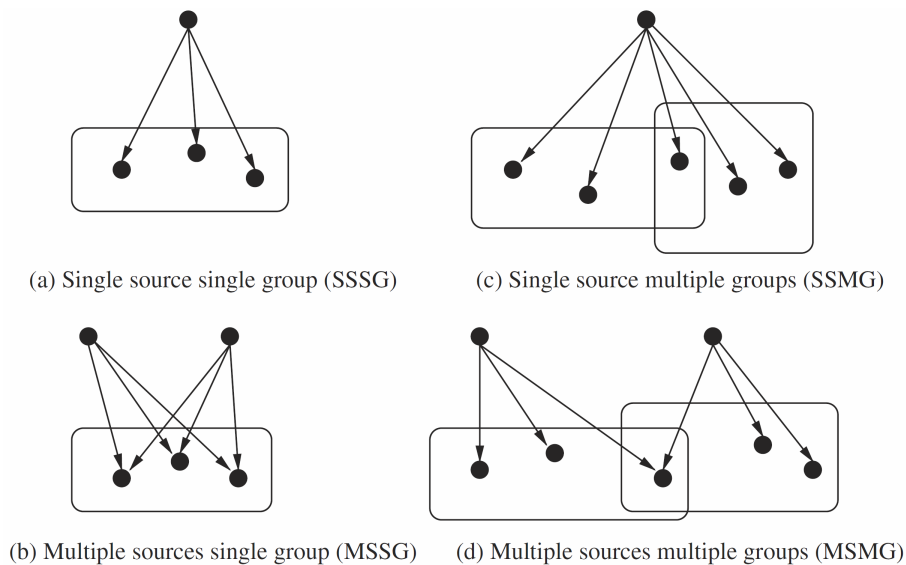 (a) Single source single group (SSSG)
(c) Single source multiple groups (SSMG)
(b) Multiple sources single group (MSSG)
(d) Multiple sources multiple groups (MSMG)